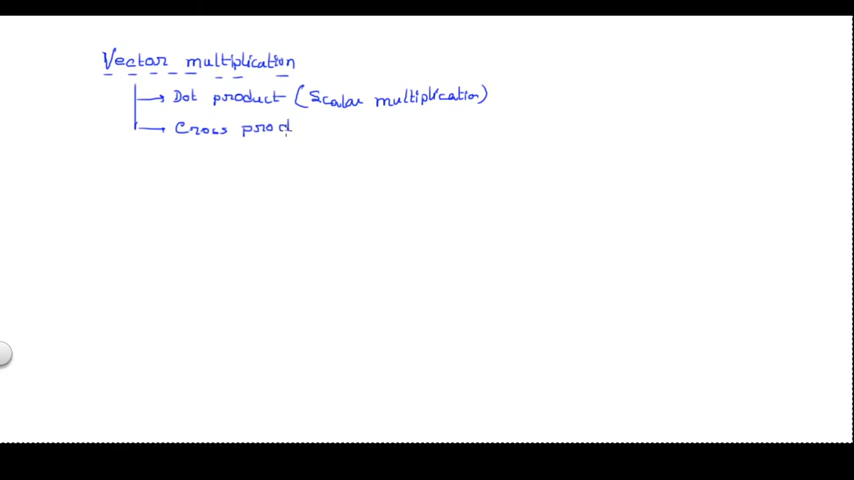 Vector multiplication
Dot product (Scalar multiplication)
Cross prod